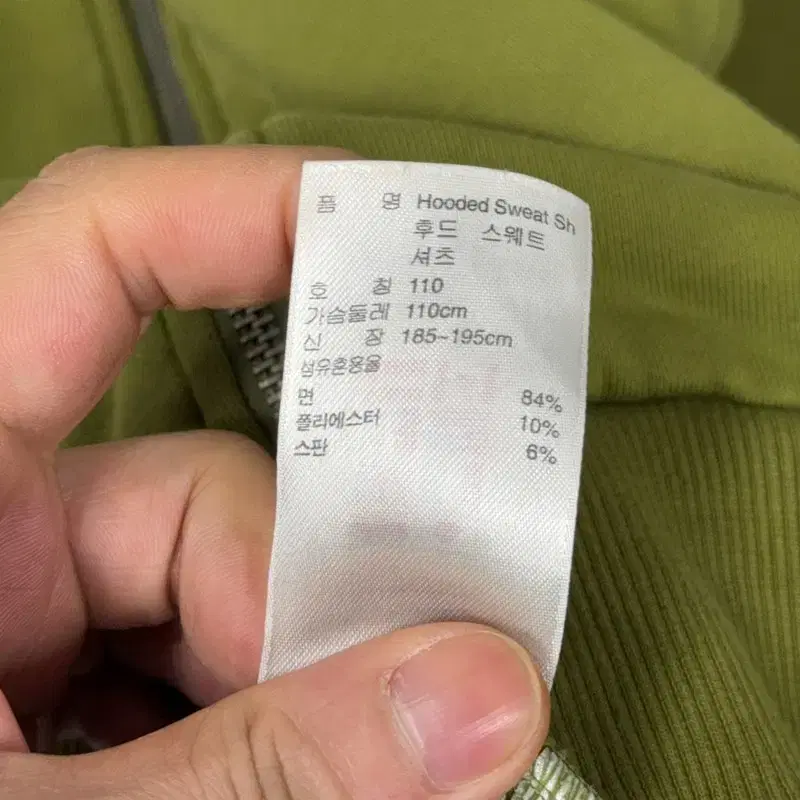 품 명 Hooded Sweat Sh
후드 스웨트
셔츠
호 칭 110
가슴둘레 110cm
신 장 185~195cm
섬유혼용율
면 84%
폴리에스터 10%
스판 6%